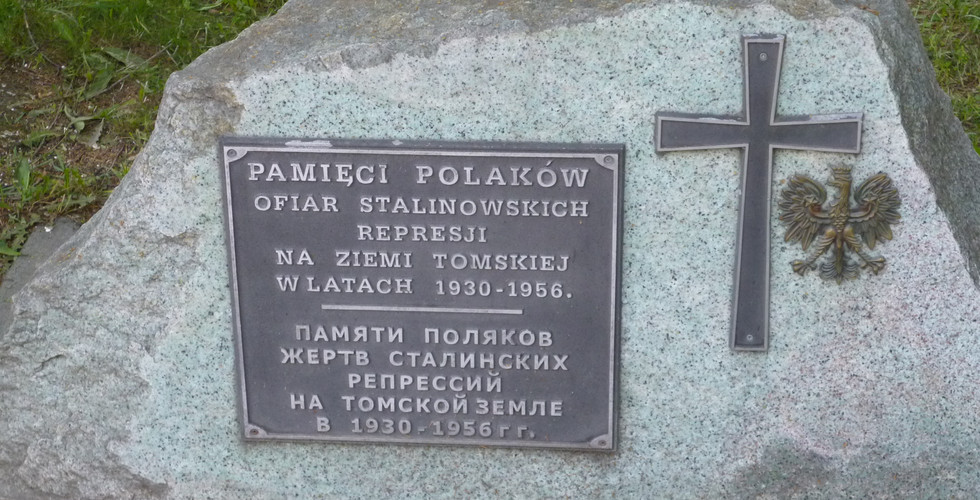 PAMIĘCI POLAKÓW
OFIAR STALINOWSKICH
REPRESJI
NA ZIEMI TOMSKIEJ
W LATACH 1930-1956.
ПАМЯТИ ПОЛЯКОВ
ЖЕРТВ СТАЛИНСКИХ
РЕПРЕССИЙ
НА ТОМСКОЙ ЗЕМЛЕ
В 1930-1956 г г.